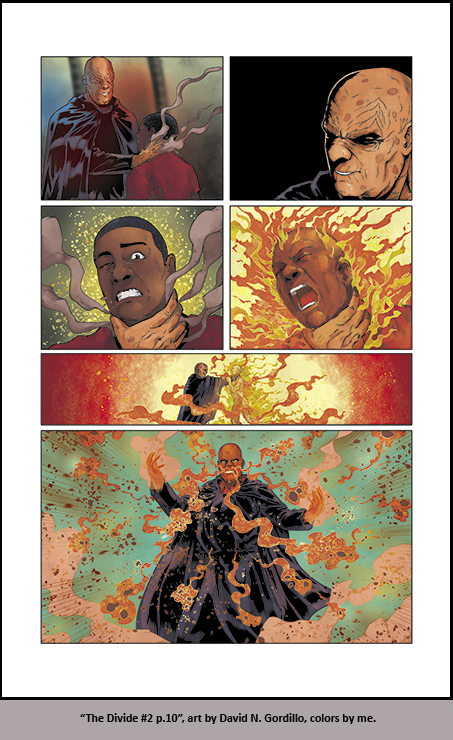 “The Divide #2 p.10”, art by David N. Gordillo, colors by me.